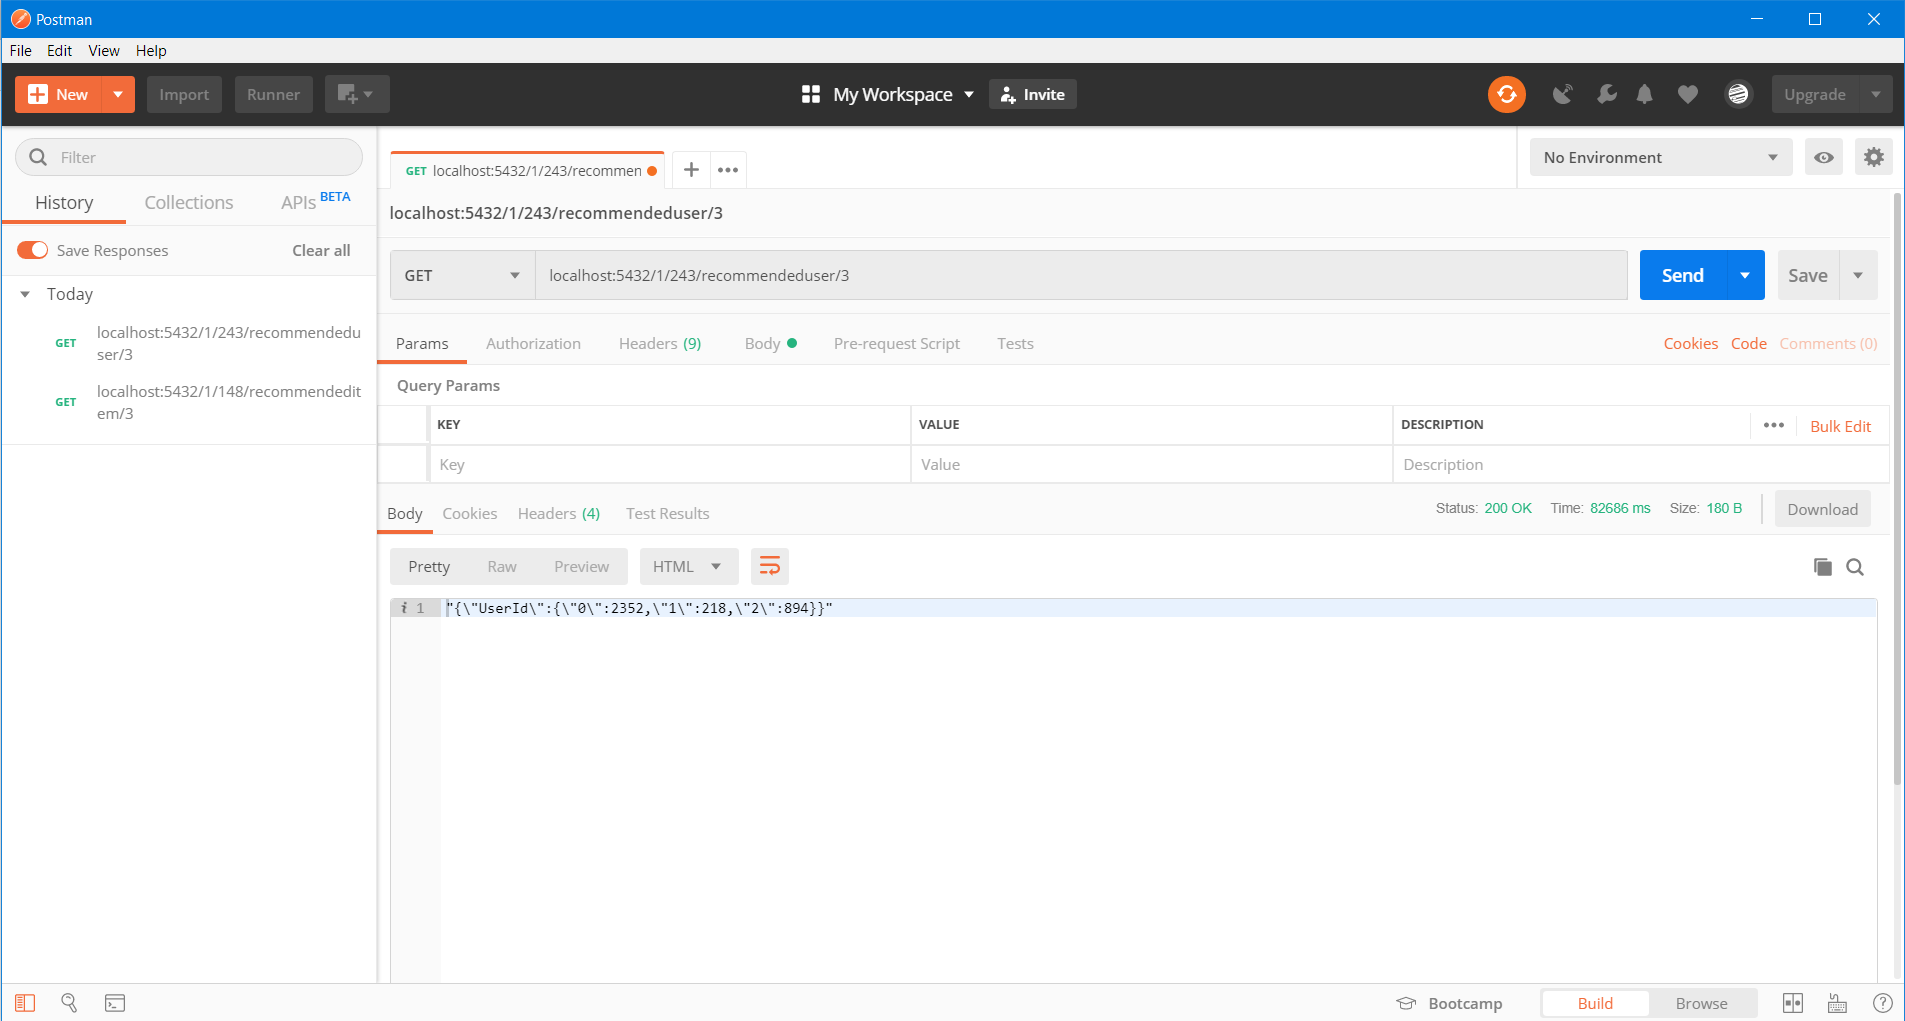 Postman
File Edit View Help
New Import Runner My Workspace Invite Upgrade
Filter
History Collections APIs BETA
Save Responses Clear all
Today
GET localhost:5432/1/243/recommendedu
ser/3
GET localhost:5432/1/148/recommendedit
em/3
GET localhost:5432/1/243/recommen
No Environment
localhost:5432/1/243/recommendeduser/3
GET localhost:5432/1/243/recommendeduser/3 Send Save
Params Authorization Headers (9) Body Pre-request Script Tests Cookies Code Comments (0)
Query Params
KEY VALUE DESCRIPTION Bulk Edit
Key Value Description
Body Cookies Headers (4) Test Results Status: 200 OK Time: 82686 ms Size: 180 B Download
Pretty Raw Preview HTML
i 1 "{\"UserId\":{\"0\":2352,\"1\":218,\"2\":894}}"
Bootcamp Build Browse